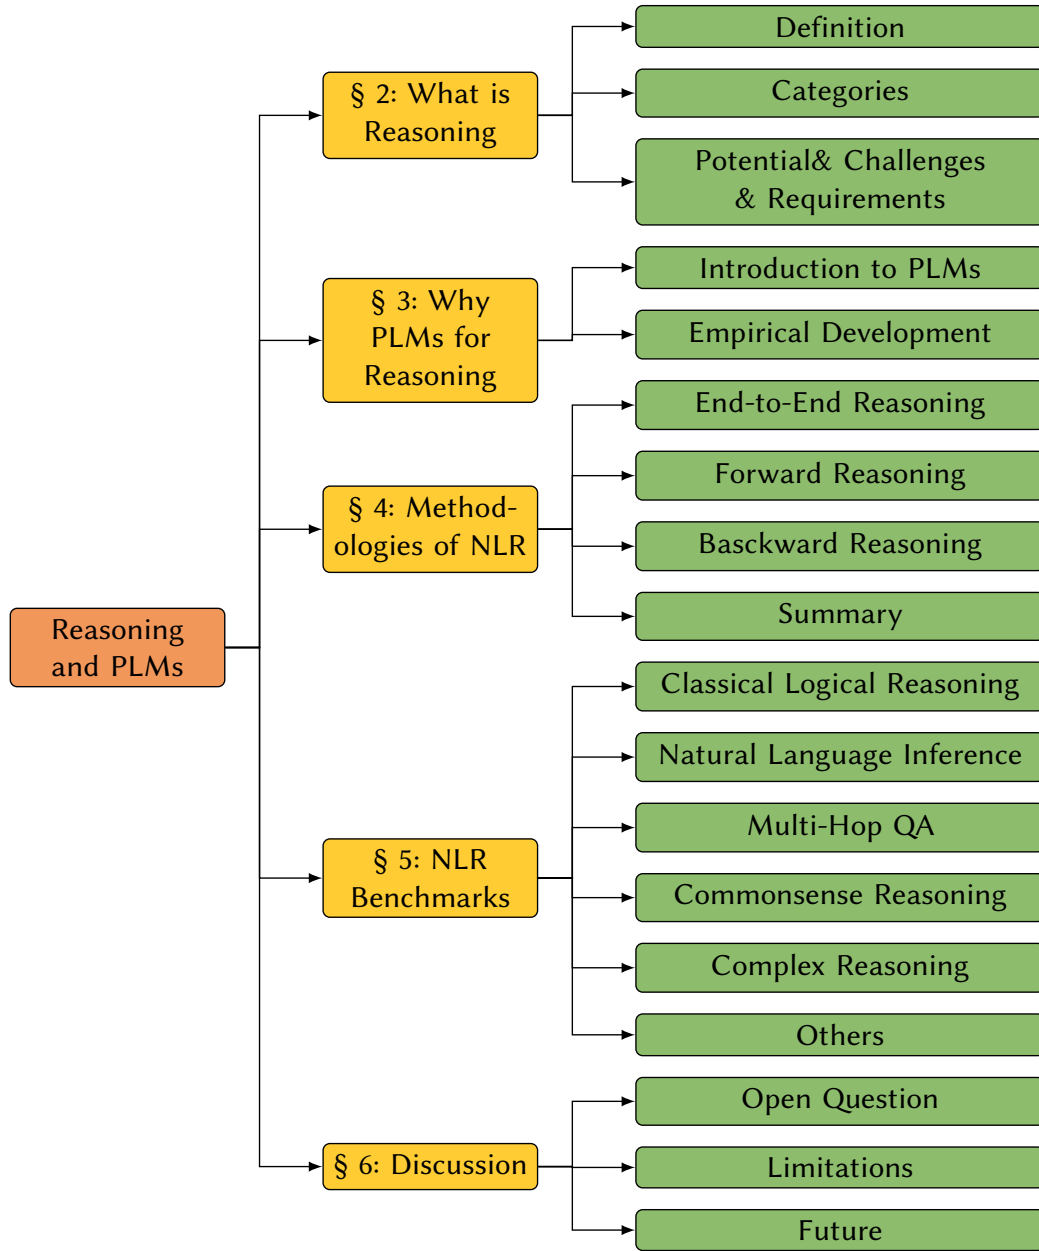 Reasoning
and PLMs
§ 2: What is
Reasoning
Definition
Categories
Potential& Challenges
& Requirements
§ 3: Why
PLMs for
Reasoning
Introduction to PLMs
Empirical Development
§ 4: Method-
ologies of NLR
End-to-End Reasoning
Forward Reasoning
Basckward Reasoning
Summary
§ 5: NLR
Benchmarks
Classical Logical Reasoning
Natural Language Inference
Multi-Hop QA
Commonsense Reasoning
Complex Reasoning
Others
§ 6: Discussion
Open Question
Limitations
Future